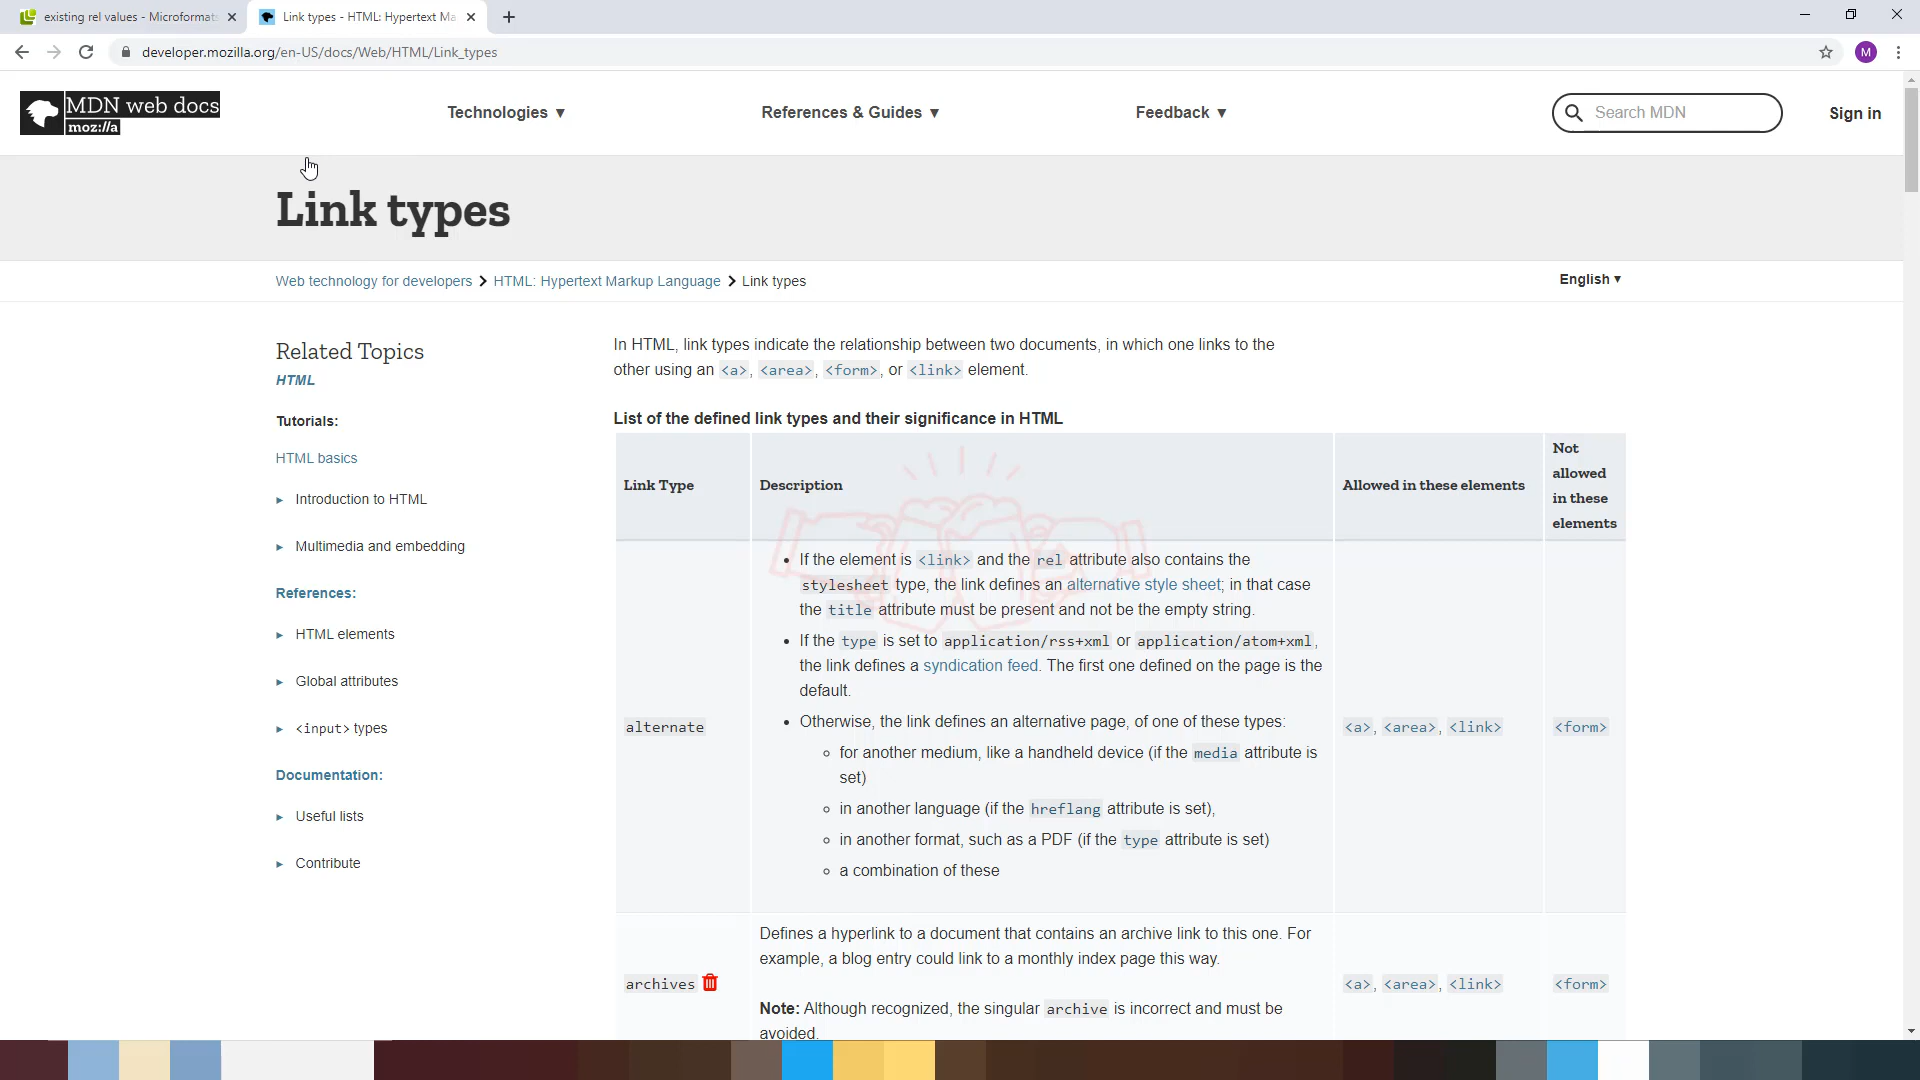 existing rel values - Microformats
Link types - HTML: Hypertext Ma
developer.mozilla.org/en-US/docs/Web/HTML/Link_types
M
MDN web docs
moz://a
Technologies ▼
References & Guides ▼
Feedback ▼
Search MDN
Sign in
Link types
Web technology for developers
HTML: Hypertext Markup Language
Link types
English ▾
Related Topics
HTML
Tutorials:
HTML basics
Introduction to HTML
Multimedia and embedding
References:
HTML elements
Global attributes
<input> types
Documentation:
Useful lists
Contribute
In HTML, link types indicate the relationship between two documents, in which one links to the
other using an <a>, <area>, <form>, or <link> element.
List of the defined link types and their significance in HTML
Link Type
Description
Allowed in these elements
Not
allowed
in these
elements
alternate
• If the element is <link> and the rel attribute also contains the
stylesheet type, the link defines an alternative style sheet; in that case
the title attribute must be present and not be the empty string.
• If the type is set to application/rss+xml or application/atom+xml,
the link defines a syndication feed. The first one defined on the page is the
default.
• Otherwise, the link defines an alternative page, of one of these types:
◦ for another medium, like a handheld device (if the media attribute is
set)
◦ in another language (if the hreflang attribute is set),
◦ in another format, such as a PDF (if the type attribute is set)
◦ a combination of these
<a>, <area>, <link>
<form>
archives
Defines a hyperlink to a document that contains an archive link to this one. For
example, a blog entry could link to a monthly index page this way.
Note: Although recognized, the singular archive is incorrect and must be
avoided.
<a>, <area>, <link>
<form>